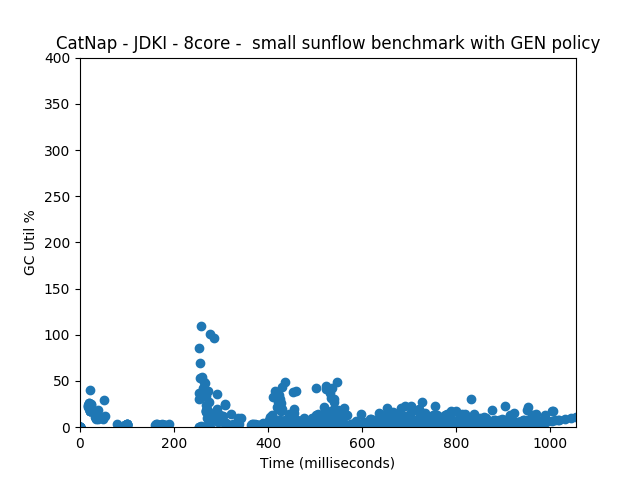 CatNap - JDKI - 8core -  small sunflow benchmark with GEN policy
400
350
300
250
200
150
100
50
0
GC Util %
0 200 400 600 800 1000
Time (milliseconds)